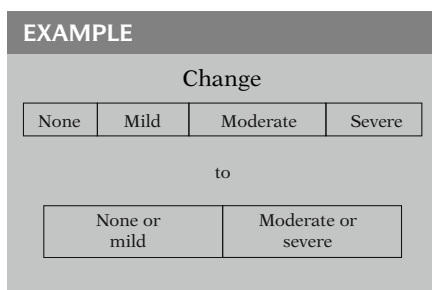 EXAMPLE
Change
None Mild Moderate Severe
to
None or Moderate or
mild severe